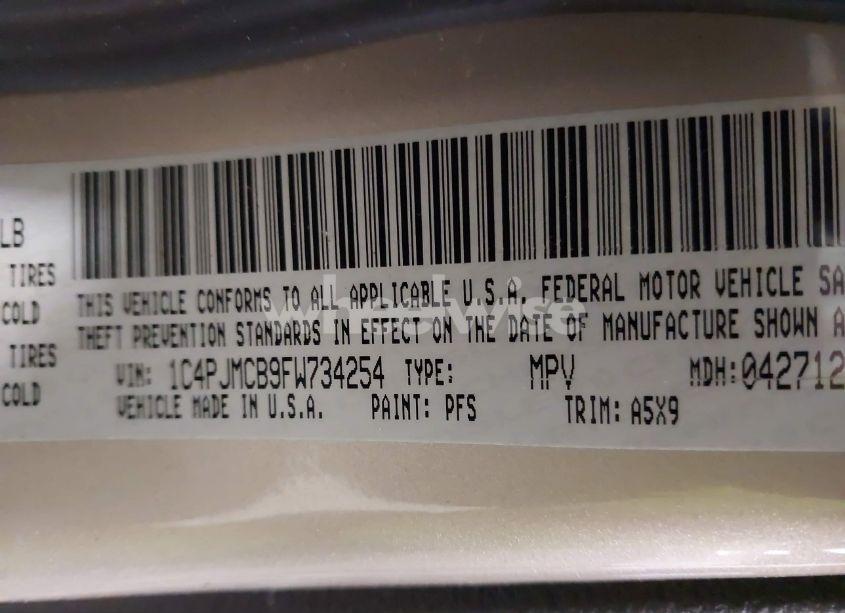 LB
TIRES
COLD
TIRES
COLD
THIS VEHICLE CONFORMS TO ALL APPLICABLE U.S.A. FEDERAL MOTOR VEHICLE SA
THEFT PREVENTION STANDARDS IN EFFECT ON THE DATE OF MANUFACTURE SHOWN A
VIN: 1C4PJMCB9FW734254 TYPE: MPV MDH: 042712
VEHICLE MADE IN U.S.A. PAINT: PFS TRIM: A5X9